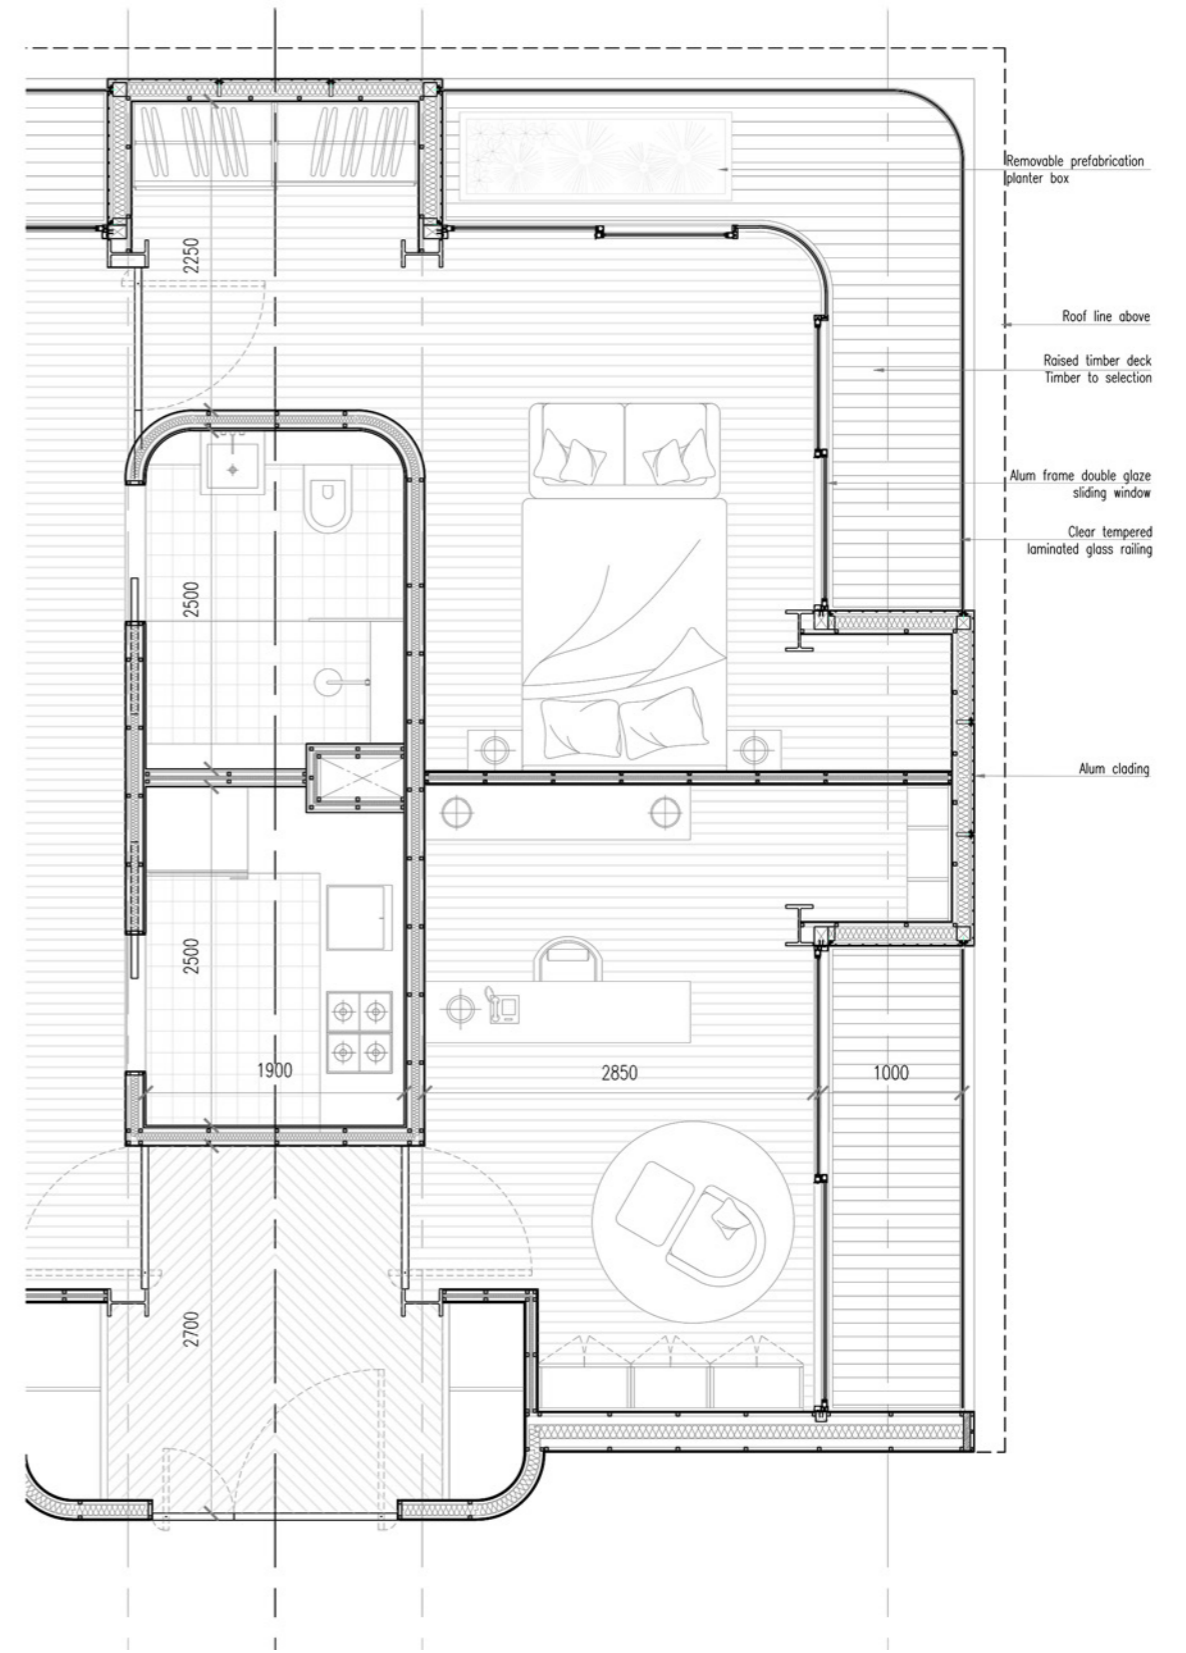 Removable prefabrication
planter box
2250
Roof line above
Raised timber deck
Timber to selection
Alum frame double glaze
sliding window
Clear tempered
laminated glass railing
2500
Alum clading
2500
1900
2850
1000
2700